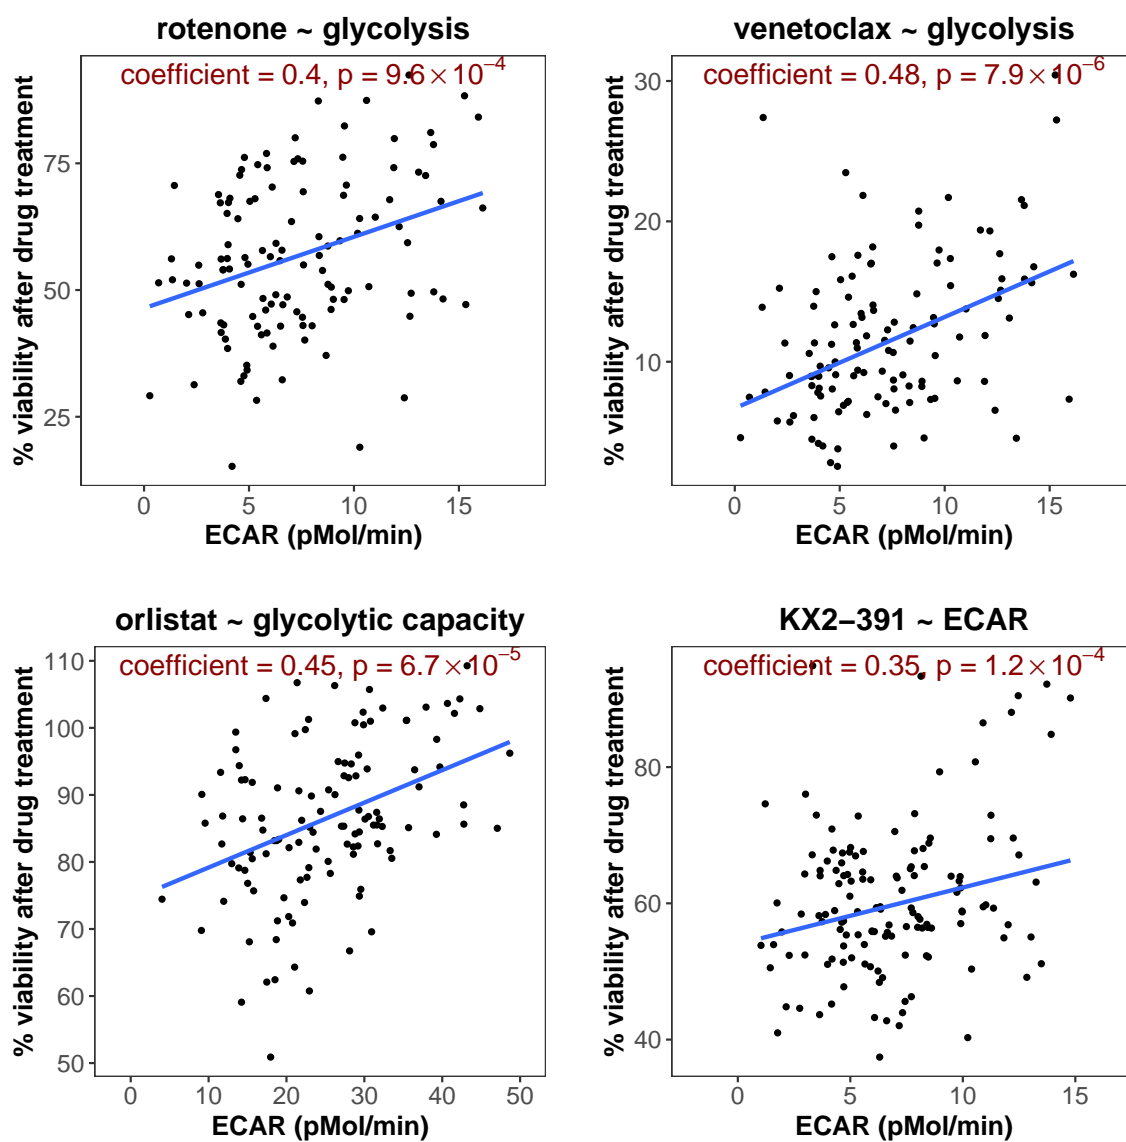 rotenone ~ glycolysis
coefficient = 0.4, p = 9.6×10⁻⁴
% viability after drug treatment
75
50
25
0 5 10 15
ECAR (pMol/min)
venetoclax ~ glycolysis
coefficient = 0.48, p = 7.9×10⁻⁶
% viability after drug treatment
30
20
10
0 5 10 15
ECAR (pMol/min)
orlistat ~ glycolytic capacity
coefficient = 0.45, p = 6.7×10⁻⁵
% viability after drug treatment
110
100
90
80
70
60
50
0 10 20 30 40 50
ECAR (pMol/min)
KX2−391 ~ ECAR
coefficient = 0.35, p = 1.2×10⁻⁴
% viability after drug treatment
80
60
40
0 5 10 15
ECAR (pMol/min)